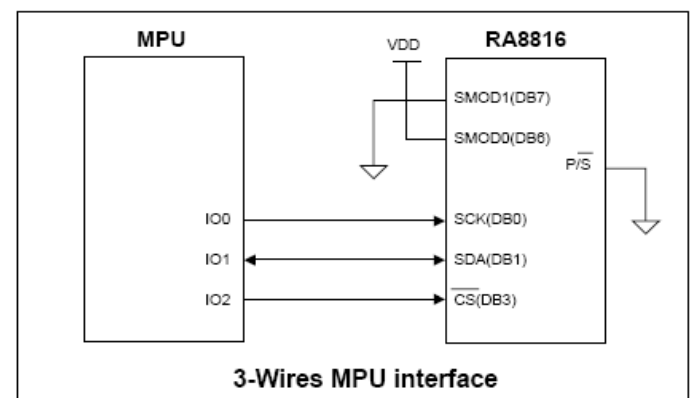 MPU
VDD
RA8816
SMOD1(DB7)
SMOD0(DB6)
P/S̅
IO0
SCK(DB0)
IO1
SDA(DB1)
IO2
C̅S̅(DB3)
3-Wires MPU interface